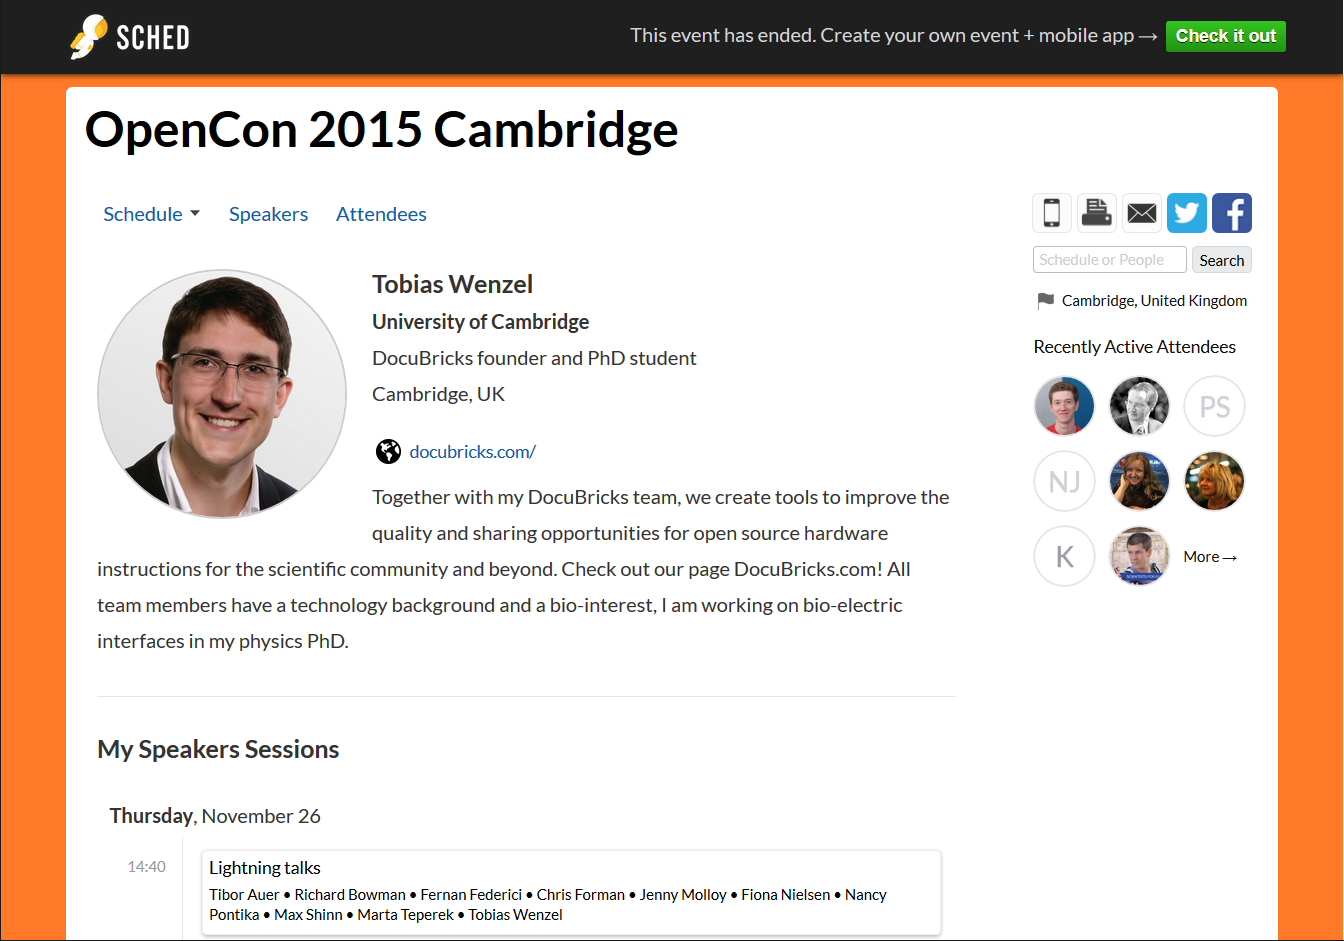 SCHED
This event has ended. Create your own event + mobile app → Check it out
OpenCon 2015 Cambridge
Schedule Speakers Attendees
Schedule or People Search
Cambridge, United Kingdom
Recently Active Attendees
PS
NJ
K
More→
Tobias Wenzel
University of Cambridge
DocuBricks founder and PhD student
Cambridge, UK
docubricks.com/
Together with my DocuBricks team, we create tools to improve the
quality and sharing opportunities for open source hardware
instructions for the scientific community and beyond. Check out our page DocuBricks.com! All
team members have a technology background and a bio-interest, I am working on bio-electric
interfaces in my physics PhD.
My Speakers Sessions
Thursday, November 26
14:40
Lightning talks
Tibor Auer • Richard Bowman • Fernan Federici • Chris Forman • Jenny Molloy • Fiona Nielsen • Nancy
Pontika • Max Shinn • Marta Teperek • Tobias Wenzel